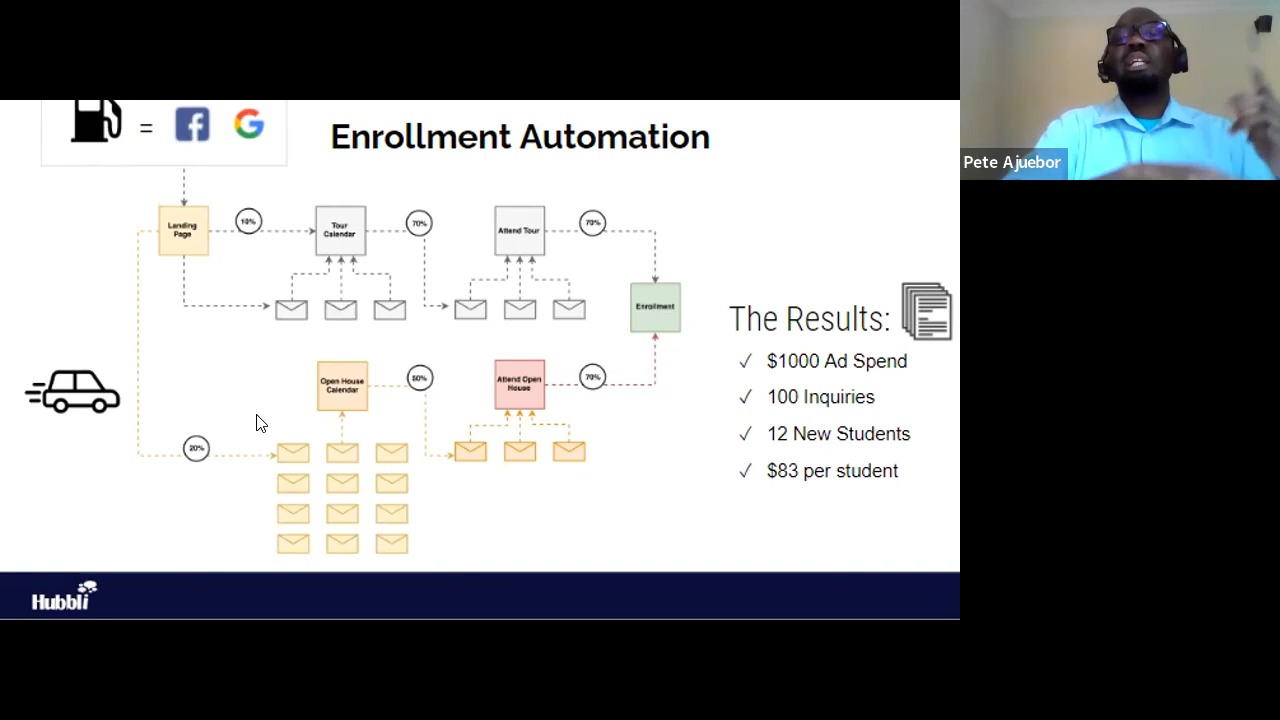 Pete Ajuebor
=
Enrollment Automation
Landing
Page
10%
Tour
Calendar
70%
Attend Tour
70%
Enrollment
Open House
Calendar
50%
Attend Open
House
70%
20%
The Results:
✓ $1000 Ad Spend
✓ 100 Inquiries
✓ 12 New Students
✓ $83 per student
Hubbli